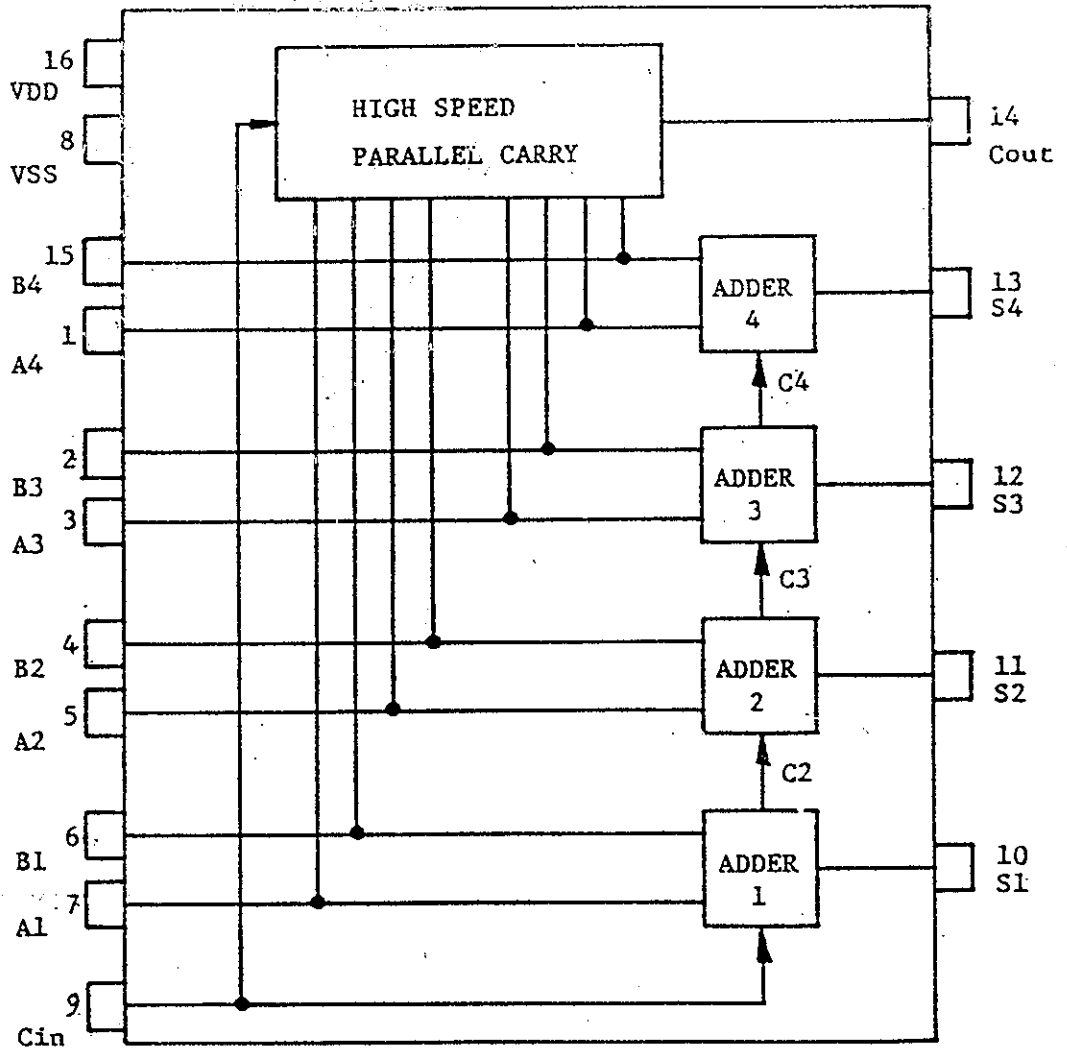 16
VDD
8
VSS
15
B4
1
A4
2
B3
3
A3
4
B2
5
A2
6
B1
7
A1
9
Cin
HIGH SPEED
PARALLEL CARRY
ADDER
4
C4
ADDER
3
C3
ADDER
2
C2
ADDER
1
14
Cout
13
S4
12
S3
11
S2
10
S1